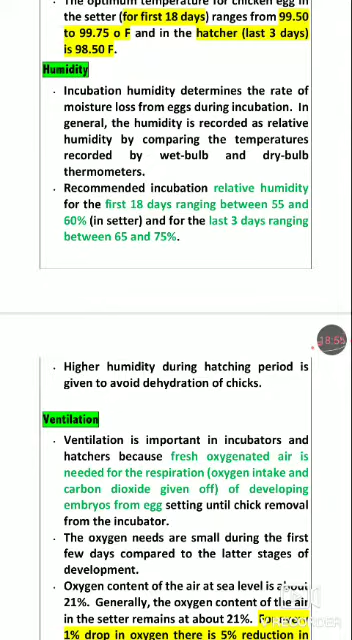 The optimum temperature for chicken egg in
the setter (for first 18 days) ranges from 99.50
to 99.75 o F and in the hatcher (last 3 days)
is 98.50 F.
Humidity
· Incubation humidity determines the rate of
moisture loss from eggs during incubation. In
general, the humidity is recorded as relative
humidity by comparing the temperatures
recorded by wet-bulb and dry-bulb
thermometers.
· Recommended incubation relative humidity
for the first 18 days ranging between 55 and
60% (in setter) and for the last 3 days ranging
between 65 and 75%.
18:55
· Higher humidity during hatching period is
given to avoid dehydration of chicks.
Ventilation
· Ventilation is important in incubators and
hatchers because fresh oxygenated air is
needed for the respiration (oxygen intake and
carbon dioxide given off) of developing
embryos from egg setting until chick removal
from the incubator.
· The oxygen needs are small during the first
few days compared to the latter stages of
development.
· Oxygen content of the air at sea level is about
21%. Generally, the oxygen content of the air
in the setter remains at about 21%. For every
1% drop in oxygen there is 5% reduction in
RECORDER